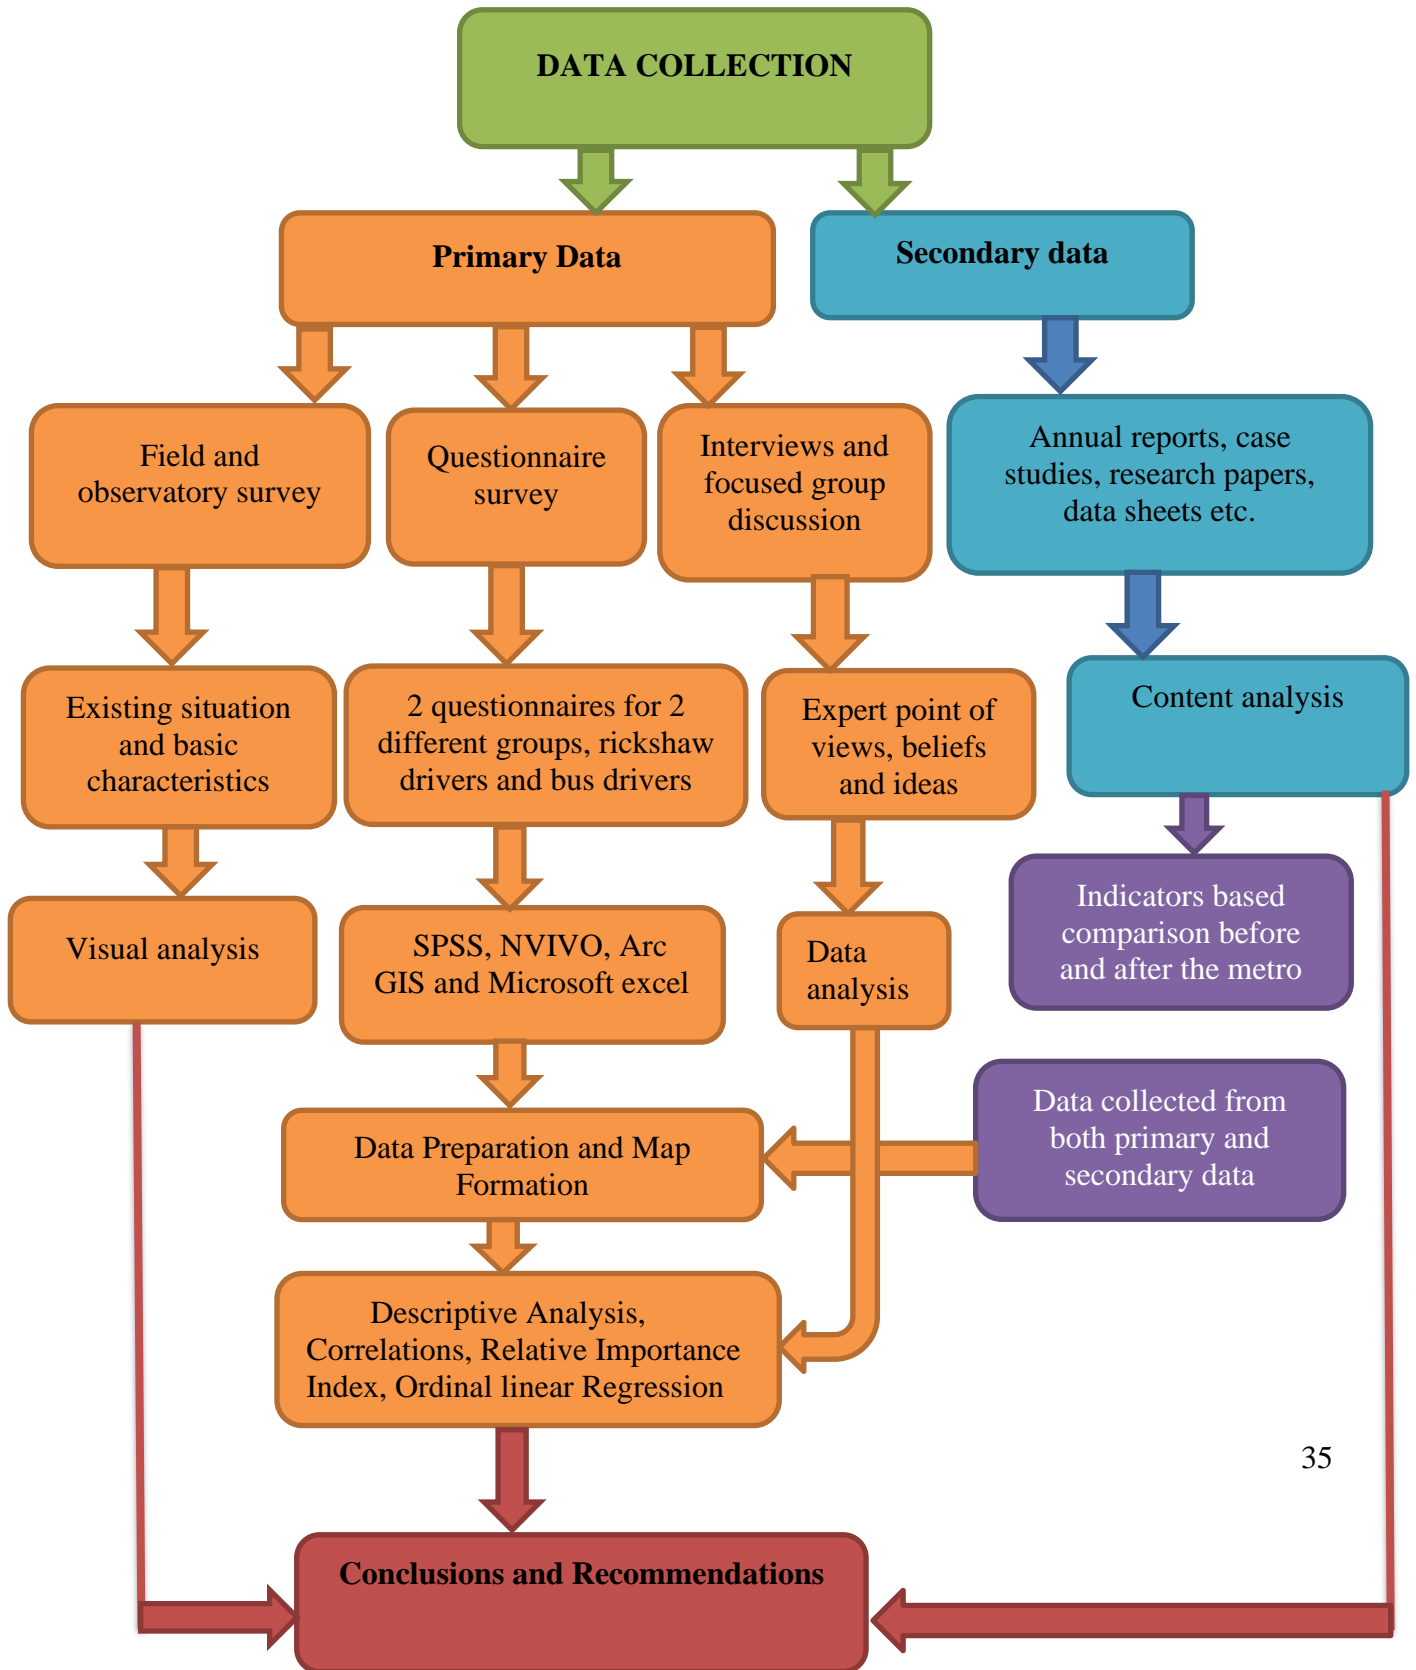 DATA COLLECTION
Primary Data
Secondary data
Field and
observatory survey
Questionnaire
survey
Interviews and
focused group
discussion
Annual reports, case
studies, research papers,
data sheets etc.
Existing situation
and basic
characteristics
2 questionnaires for 2
different groups, rickshaw
drivers and bus drivers
Expert point of
views, beliefs
and ideas
Content analysis
Visual analysis
SPSS, NVIVO, Arc
GIS and Microsoft excel
Data
analysis
Indicators based
comparison before
and after the metro
Data Preparation and Map
Formation
Data collected from
both primary and
secondary data
Descriptive Analysis,
Correlations, Relative Importance
Index, Ordinal linear Regression
35
Conclusions and Recommendations